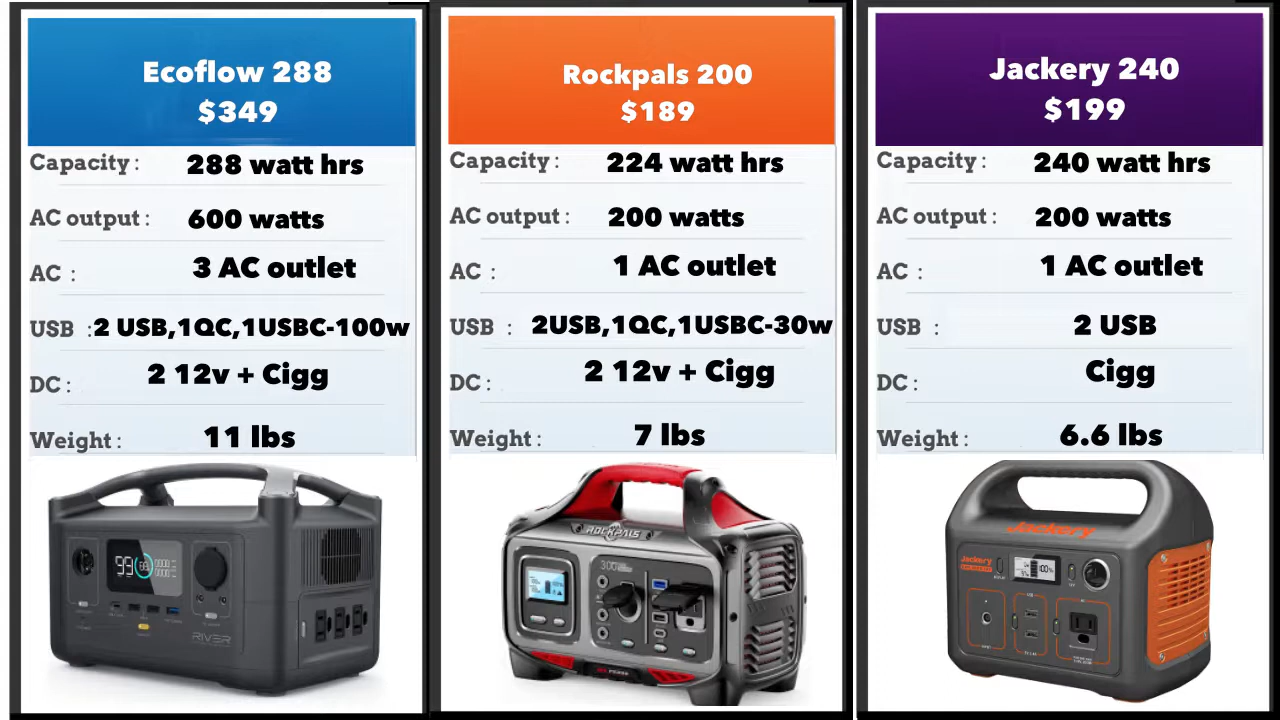 Ecoflow 288
$349
Capacity : 288 watt hrs
AC output : 600 watts
AC : 3 AC outlet
USB : 2 USB,1QC,1USBC-100w
DC : 2 12v + Cigg
Weight : 11 lbs
99
RIVER
Rockpals 200
$189
Capacity : 224 watt hrs
AC output : 200 watts
AC : 1 AC outlet
USB : 2USB,1QC,1USBC-30w
DC : 2 12v + Cigg
Weight : 7 lbs
ROCKPALS
300
Jackery 240
$199
Capacity : 240 watt hrs
AC output : 200 watts
AC : 1 AC outlet
USB : 2 USB
DC : Cigg
Weight : 6.6 lbs
Jackery
Jackery
100%